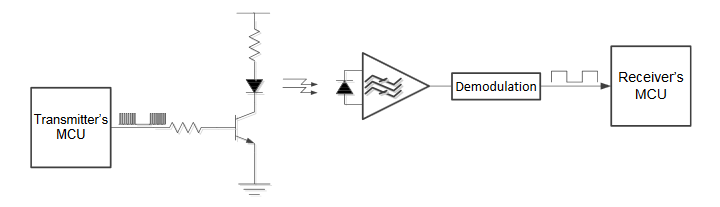 Transmitter's
MCU
Demodulation
Receiver's
MCU